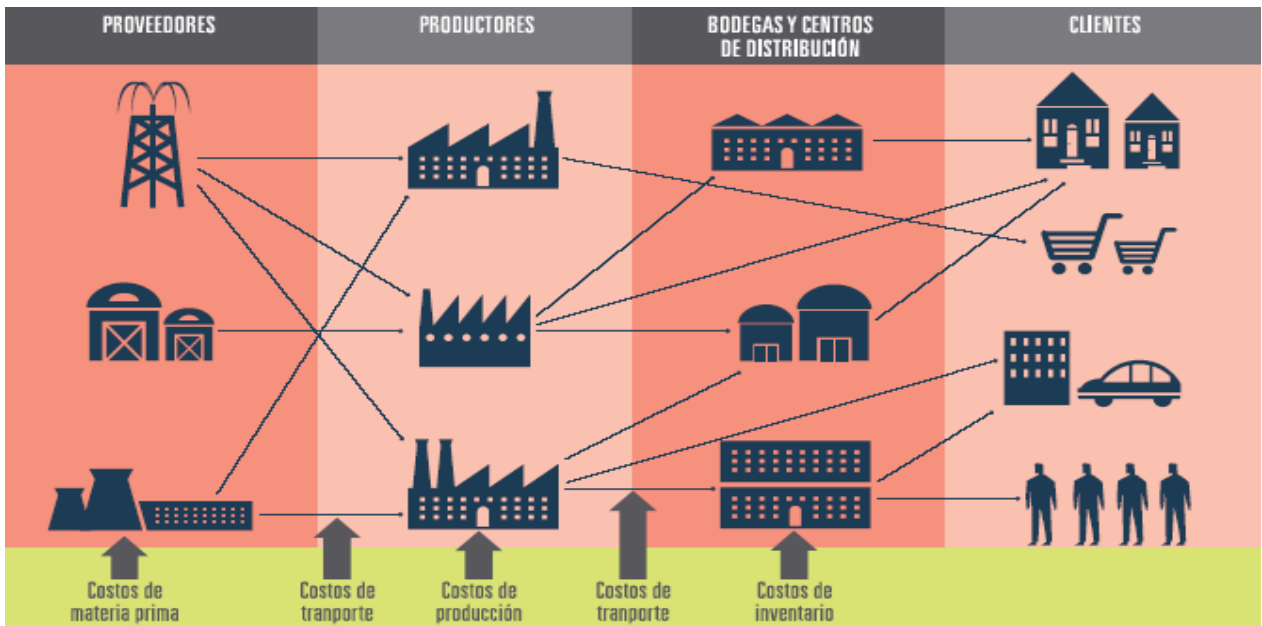 PROVEEDORES
PRODUCTORES
BODEGAS Y CENTROS
DE DISTRIBUCIÓN
CLIENTES
Costos de
materia prima
Costos de
tranporte
Costos de
producción
Costos de
tranporte
Costos de
inventario